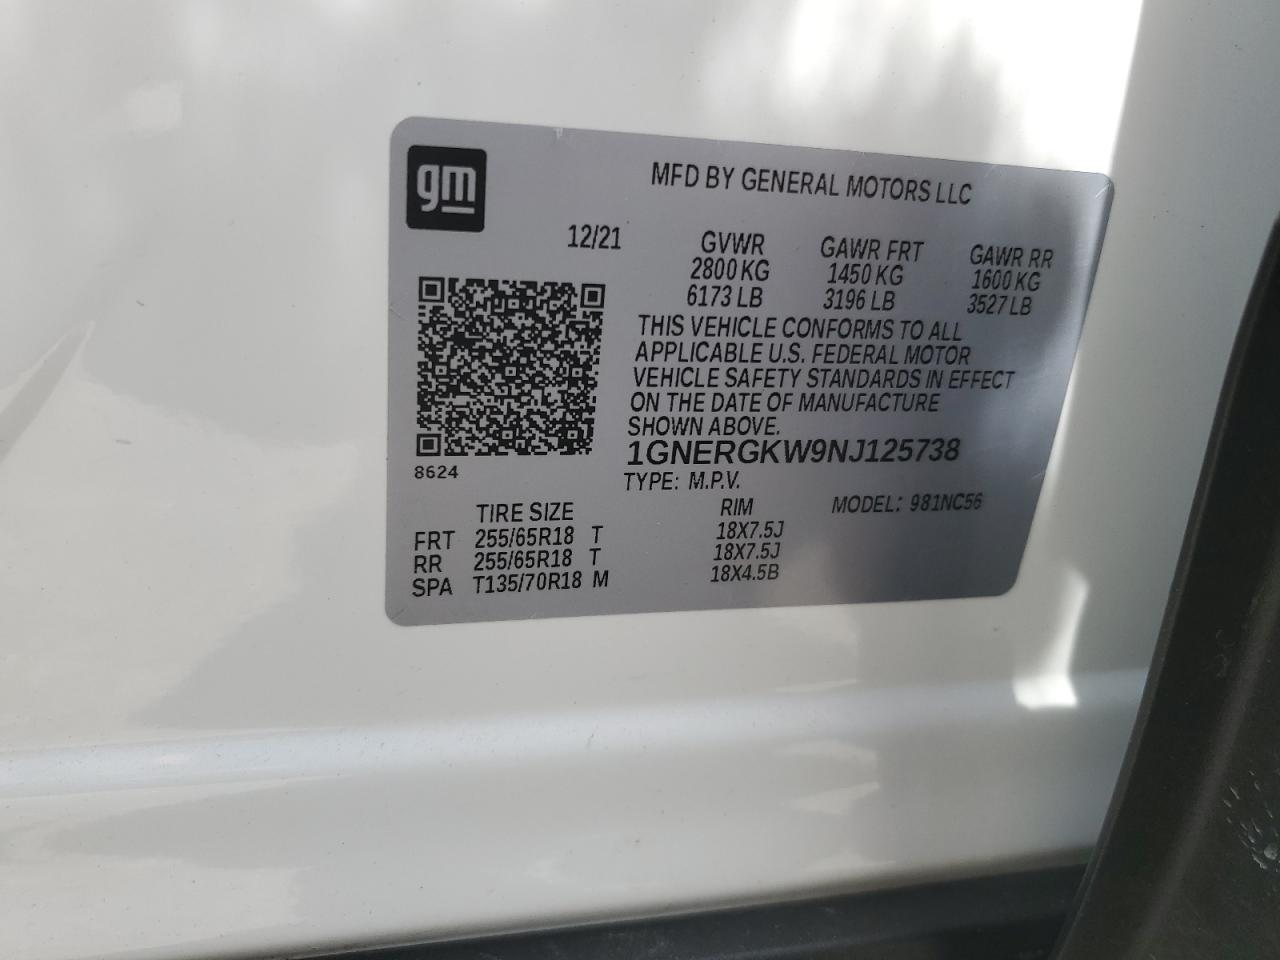 gm
MFD BY GENERAL MOTORS LLC
12/21
GVWR GAWR FRT GAWR RR
2800 KG 1450 KG 1600 KG
6173 LB 3196 LB 3527 LB
THIS VEHICLE CONFORMS TO ALL
APPLICABLE U.S. FEDERAL MOTOR
VEHICLE SAFETY STANDARDS IN EFFECT
ON THE DATE OF MANUFACTURE
SHOWN ABOVE.
1GNERGKW9NJ125738
8624
TYPE: M.P.V.
TIRE SIZE RIM MODEL: 981NC56
FRT 255/65R18 T 18X7.5J
RR 255/65R18 T 18X7.5J
SPA T135/70R18 M 18X4.5B